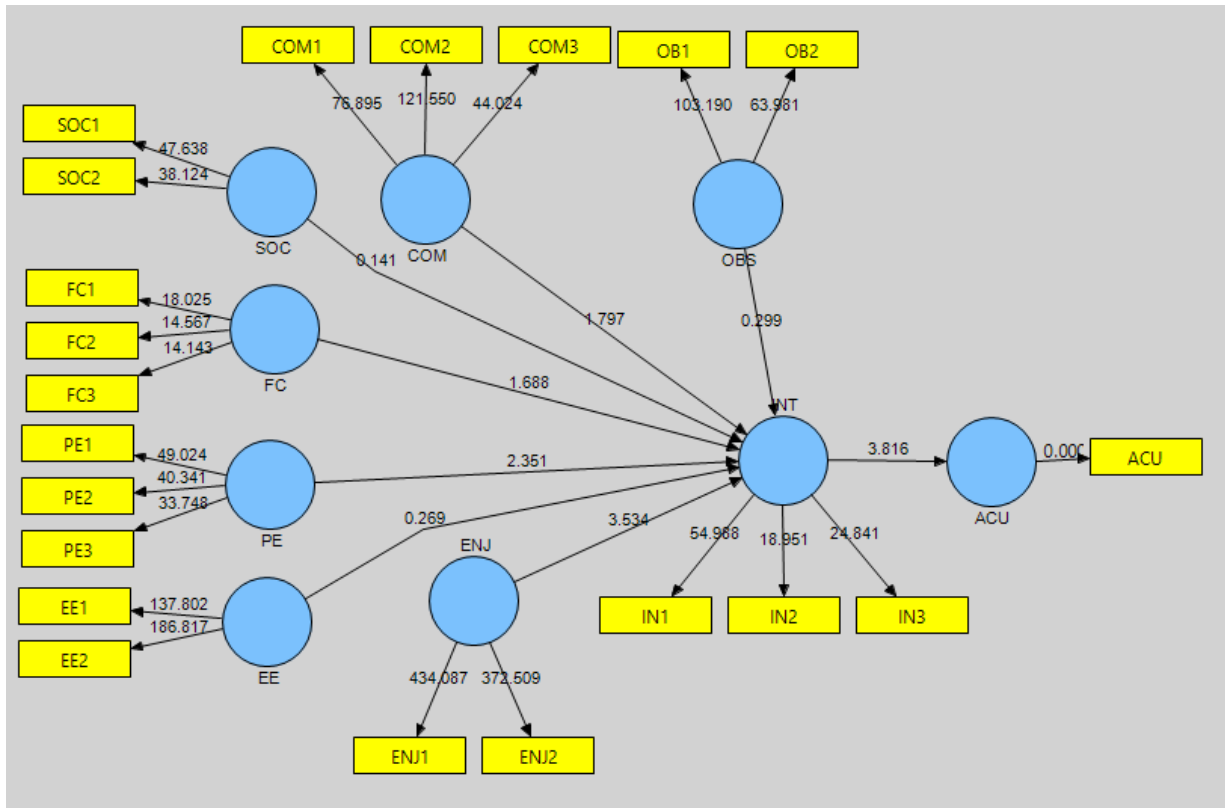 COM1
COM2
COM3
OB1
OB2
76.895
121.550
44.024
103.190
63.981
SOC1
SOC2
47.638
38.124
SOC
COM
OBS
0.141
1.797
0.299
FC1
FC2
FC3
18.025
14.567
14.143
FC
1.688
INT
PE1
PE2
PE3
49.024
40.341
33.748
PE
2.351
3.816
0.000
ACU
ACU
0.269
ENJ
3.534
54.968
18.951
24.841
EE1
EE2
137.802
186.817
EE
IN1
IN2
IN3
434.087
372.509
ENJ1
ENJ2